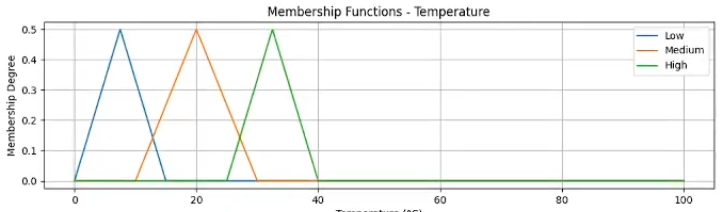 Membership Functions - Temperature
Membership Degree
0.5
0.4
0.3
0.2
0.1
0.0
Low
Medium
High
0 20 40 60 80 100
Temperature (°C)